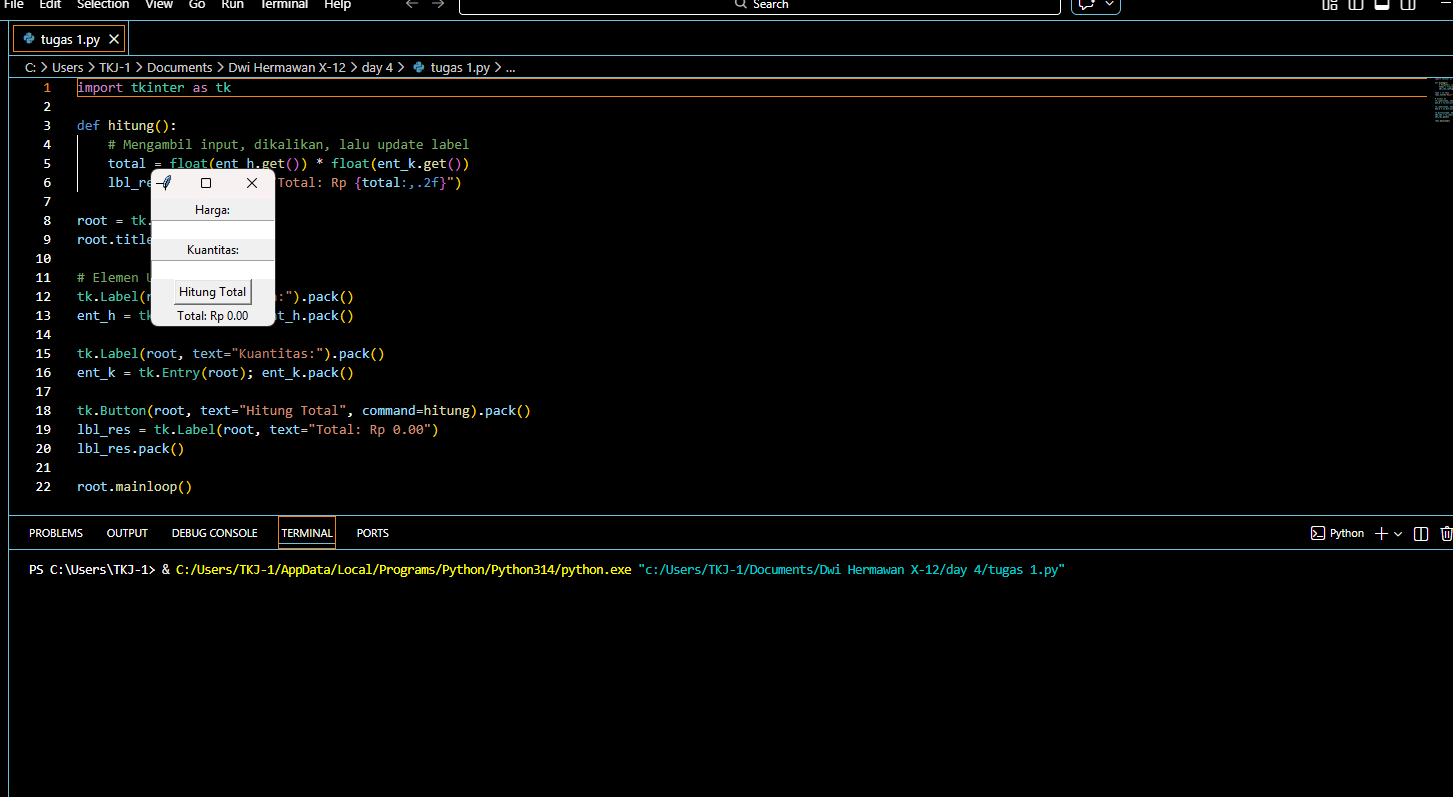 File Edit Selection View Go Run Terminal Help
Search
tugas 1.py
C: > Users > TKJ-1 > Documents > Dwi Hermawan X-12 > day 4 > tugas 1.py > ...
1 import tkinter as tk
2
3 def hitung():
4 # Mengambil input, dikalikan, lalu update label
5 total = float(ent_h.get()) * float(ent_k.get())
6 lbl_re Total: Rp {total:,.2f}")
7
8 root = tk.
9 root.title
10
11 # Elemen
12 tk.Label( :").pack()
13 ent_h = t nt_h.pack()
14
15 tk.Label(root, text="Kuantitas:").pack()
16 ent_k = tk.Entry(root); ent_k.pack()
17
18 tk.Button(root, text="Hitung Total", command=hitung).pack()
19 lbl_res = tk.Label(root, text="Total: Rp 0.00")
20 lbl_res.pack()
21
22 root.mainloop()
Harga:
Kuantitas:
Hitung Total
Total: Rp 0.00
PROBLEMS OUTPUT DEBUG CONSOLE TERMINAL PORTS
Python
PS C:\Users\TKJ-1> & C:/Users/TKJ-1/AppData/Local/Programs/Python/Python314/python.exe "c:/Users/TKJ-1/Documents/Dwi Hermawan X-12/day 4/tugas 1.py"